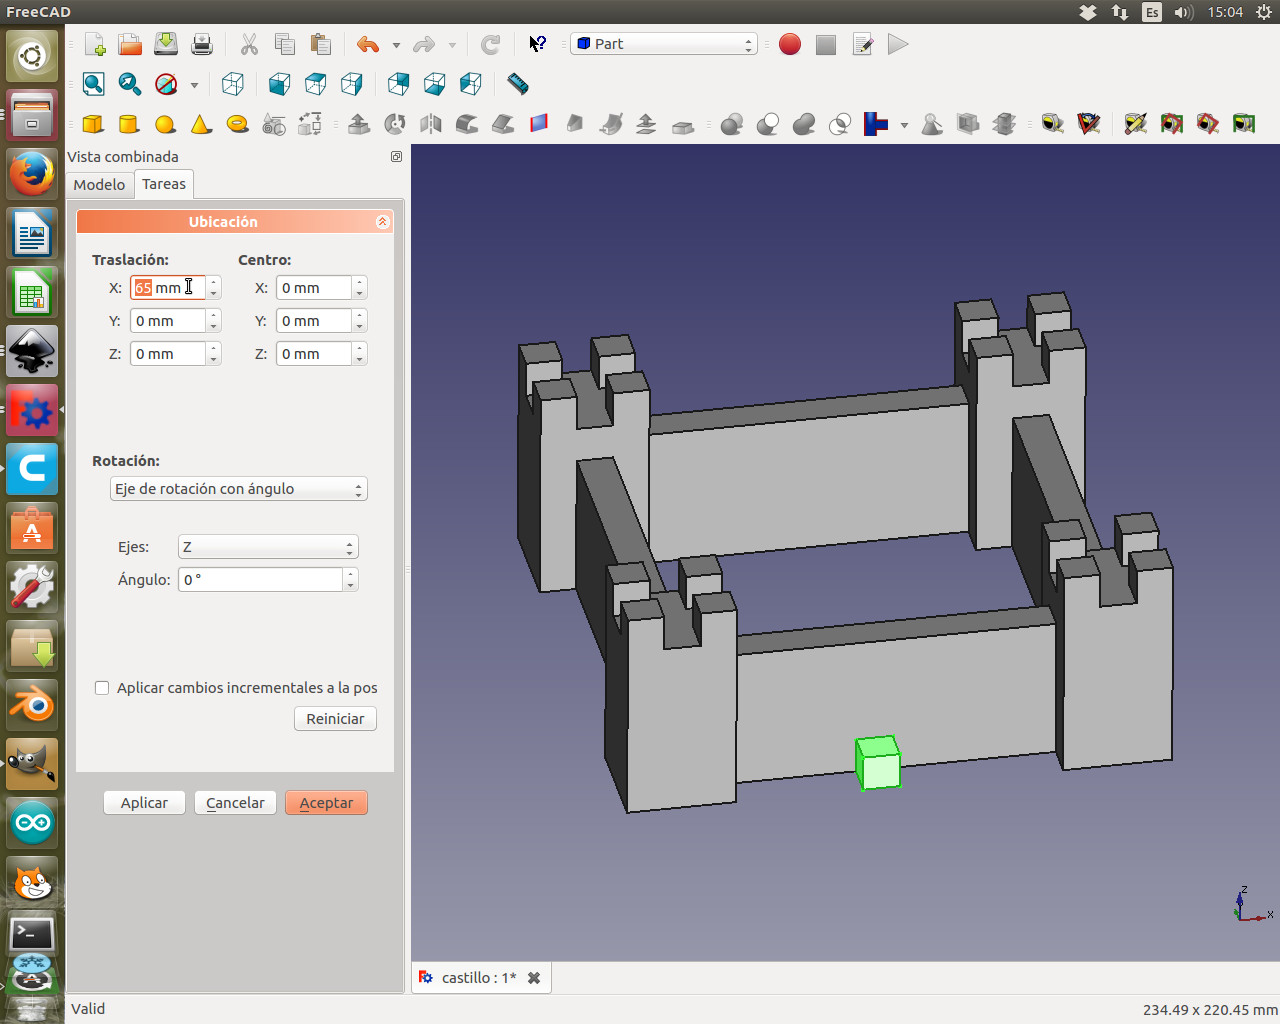 FreeCAD
Es
15:04
Part
Vista combinada
Modelo
Tareas
Ubicación
Traslación:
Centro:
X: 65 mm
X: 0 mm
Y: 0 mm
Y: 0 mm
Z: 0 mm
Z: 0 mm
Rotación:
Eje de rotación con ángulo
Ejes: Z
Ángulo: 0 °
Aplicar cambios incrementales a la pos
Reiniciar
Aplicar
Cancelar
Aceptar
Z
X
castillo : 1*
Valid
234.49 x 220.45 mm